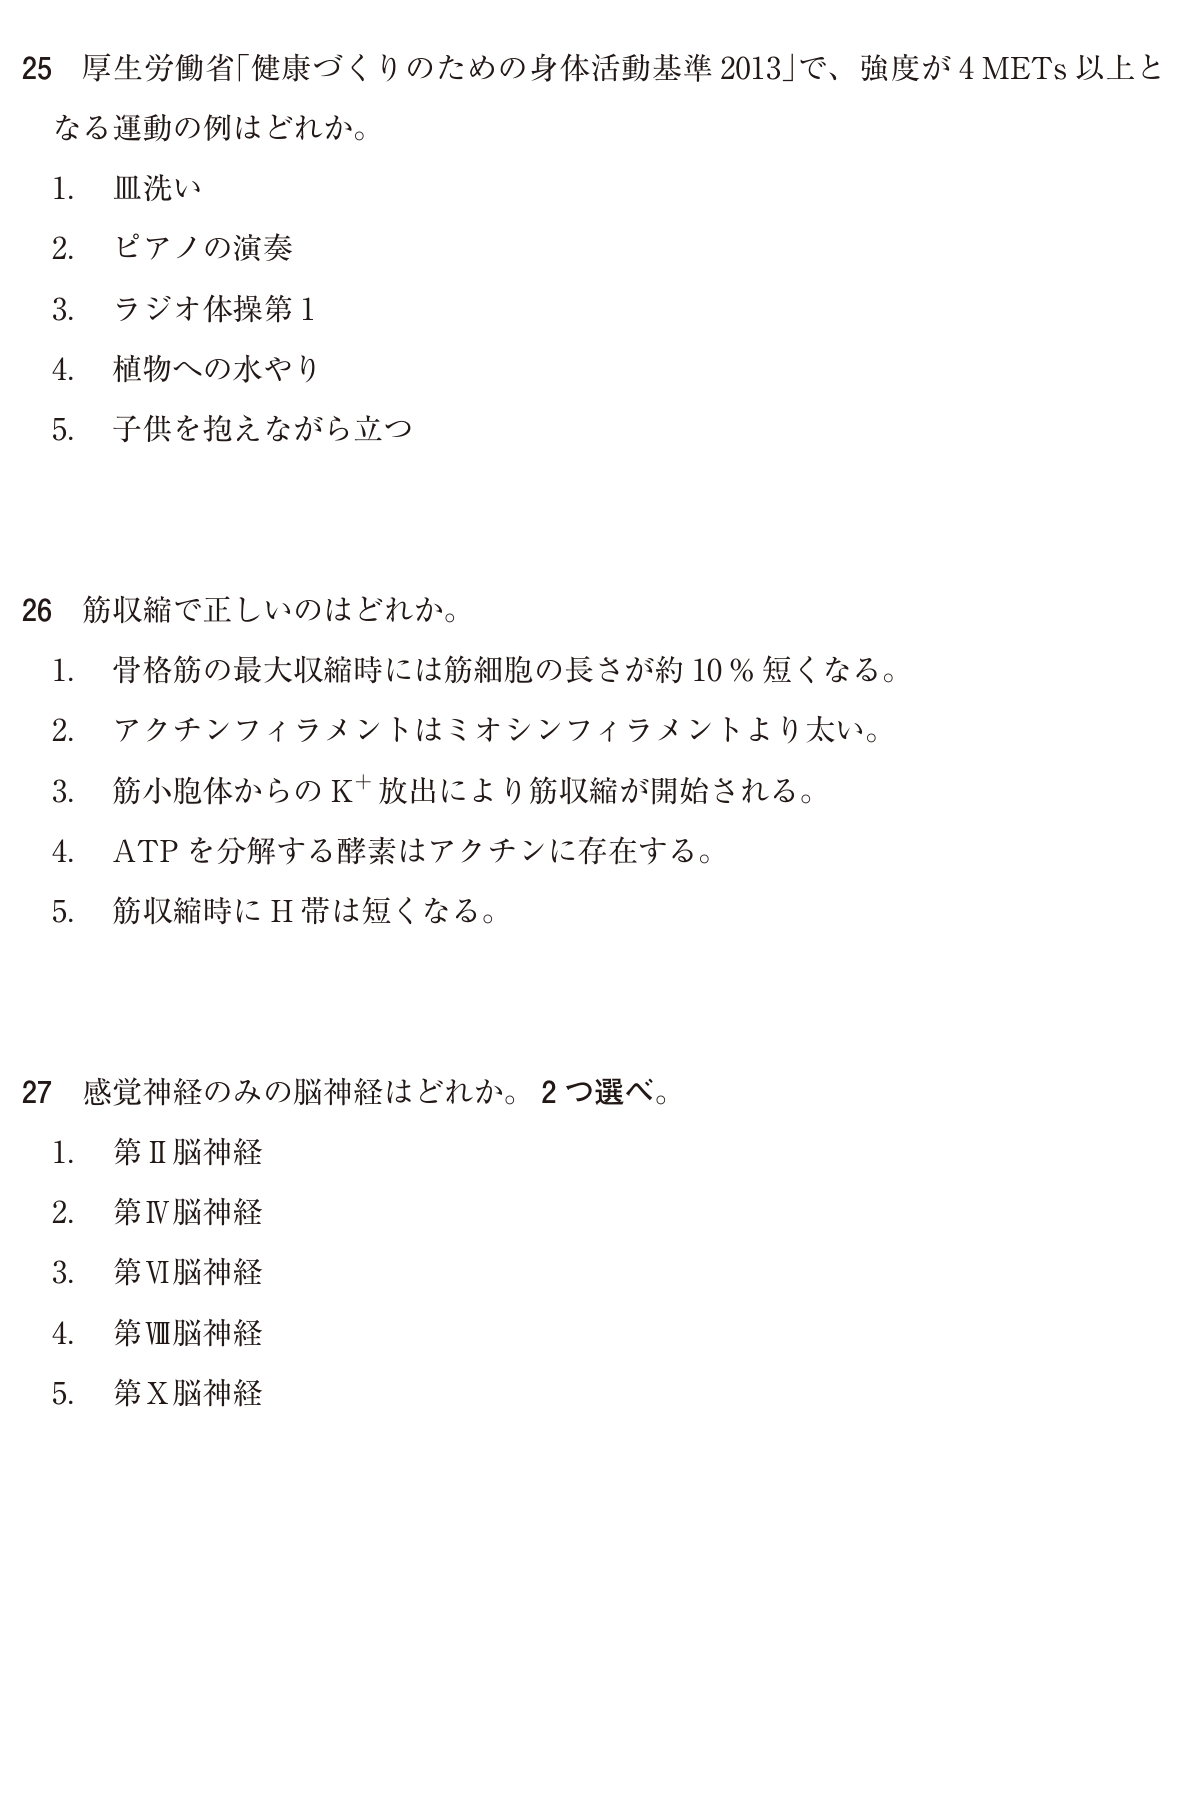 25 厚生労働省「健康づくりのための身体活動基準 2013」で、強度が 4 METs 以上と
なる運動の例はどれか。
1. 皿洗い
2. ピアノの演奏
3. ラジオ体操第 1
4. 植物への水やり
5. 子供を抱えながら立つ
26 筋収縮で正しいのはどれか。
1. 骨格筋の最大収縮時には筋細胞の長さが約 10 % 短くなる。
2. アクチンフィラメントはミオシンフィラメントより太い。
3. 筋小胞体からの K⁺ 放出により筋収縮が開始される。
4. ATP を分解する酵素はアクチンに存在する。
5. 筋収縮時に H 帯は短くなる。
27 感覚神経のみの脳神経はどれか。 2 つ選べ。
1. 第Ⅱ脳神経
2. 第Ⅳ脳神経
3. 第Ⅵ脳神経
4. 第Ⅷ脳神経
5. 第Ⅹ脳神経